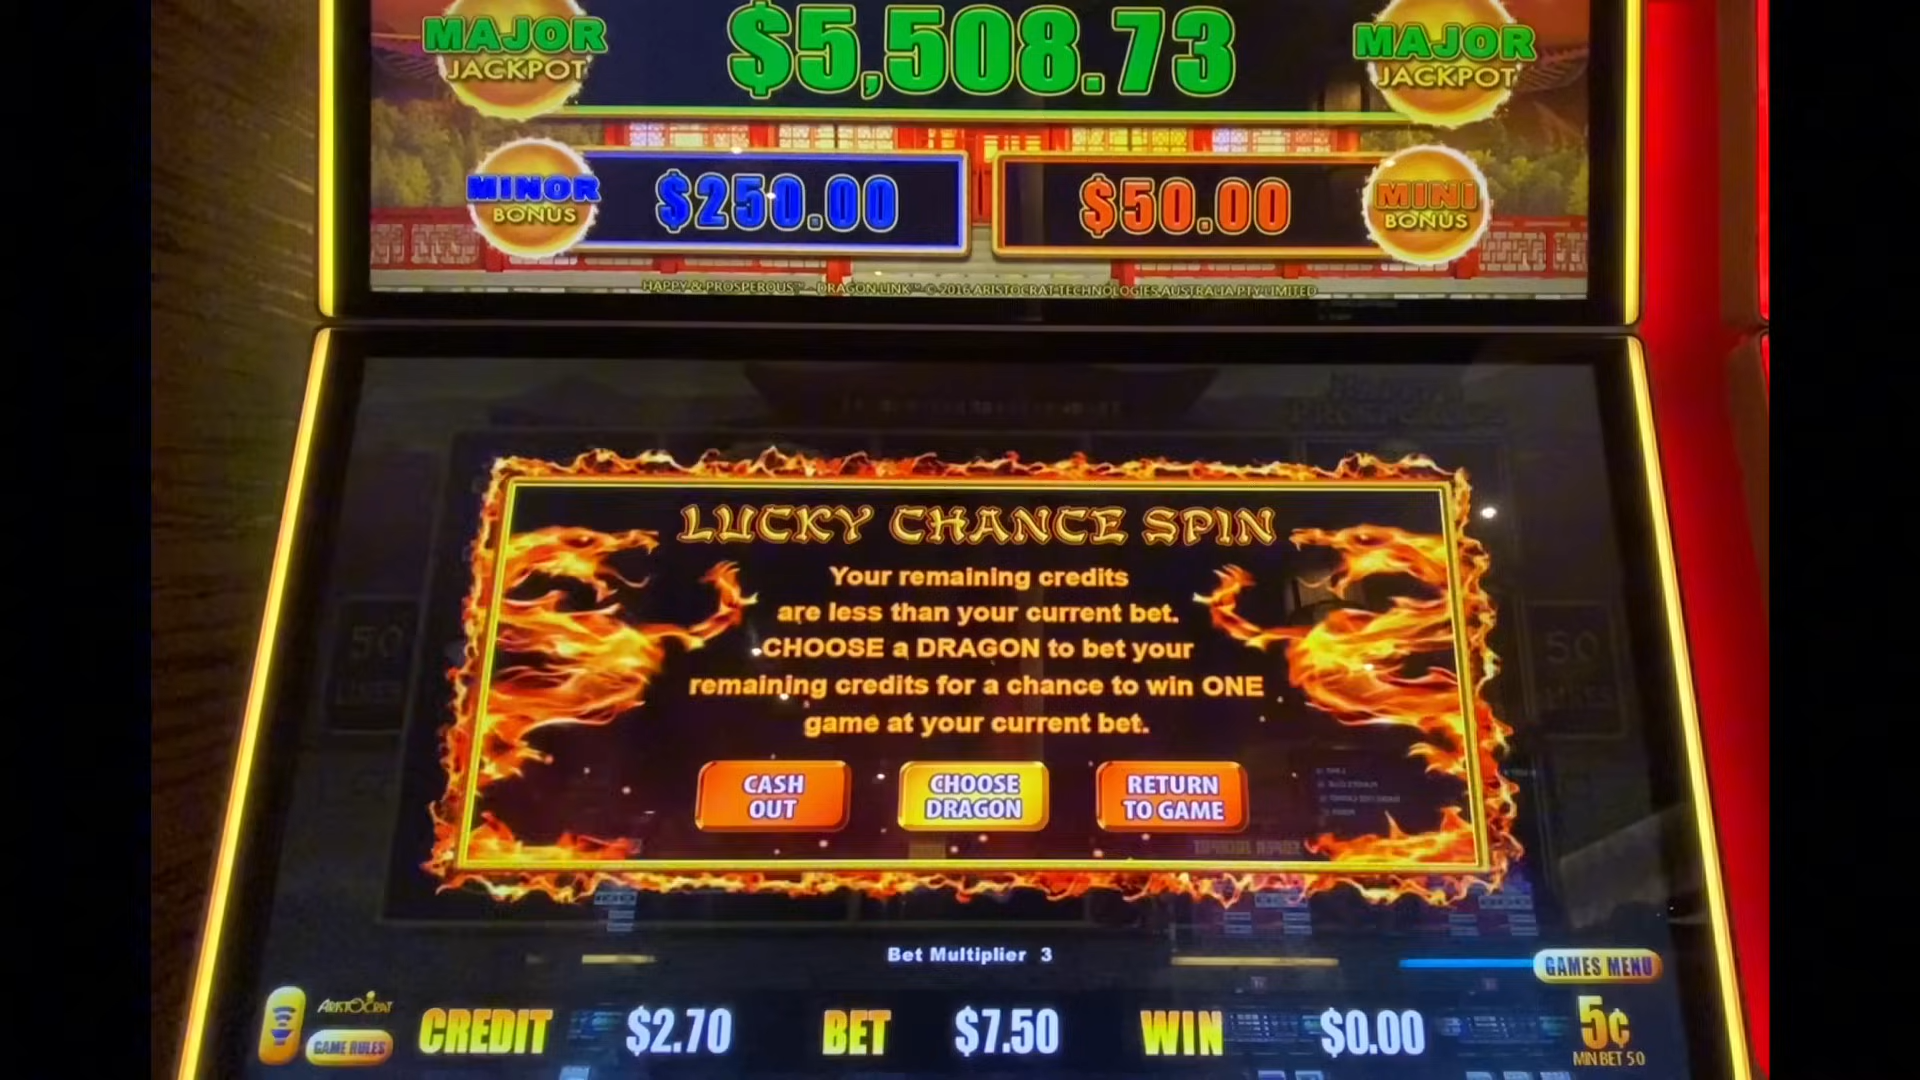 MAJOR
JACKPOT
$5,508.73
MAJOR
JACKPOT
MINOR
BONUS
$250.00
$50.00
MINI
BONUS
HAPPY & PROSPEROUS™ - DRAGON LINK™ © 2016 ARISTOCRAT TECHNOLOGIES AUSTRALIA PTY LIMITED
LUCKY CHANCE SPIN
Your remaining credits
are less than your current bet.
CHOOSE a DRAGON to bet your
remaining credits for a chance to win ONE
game at your current bet.
CASH
OUT
CHOOSE
DRAGON
RETURN
TO GAME
50
LINES
50
LINES
Bet Multiplier 3
GAMES MENU
ARISTOCRAT
GAME RULES
CREDIT $2.70 BET $7.50 WIN $0.00
5¢
MIN BET 50